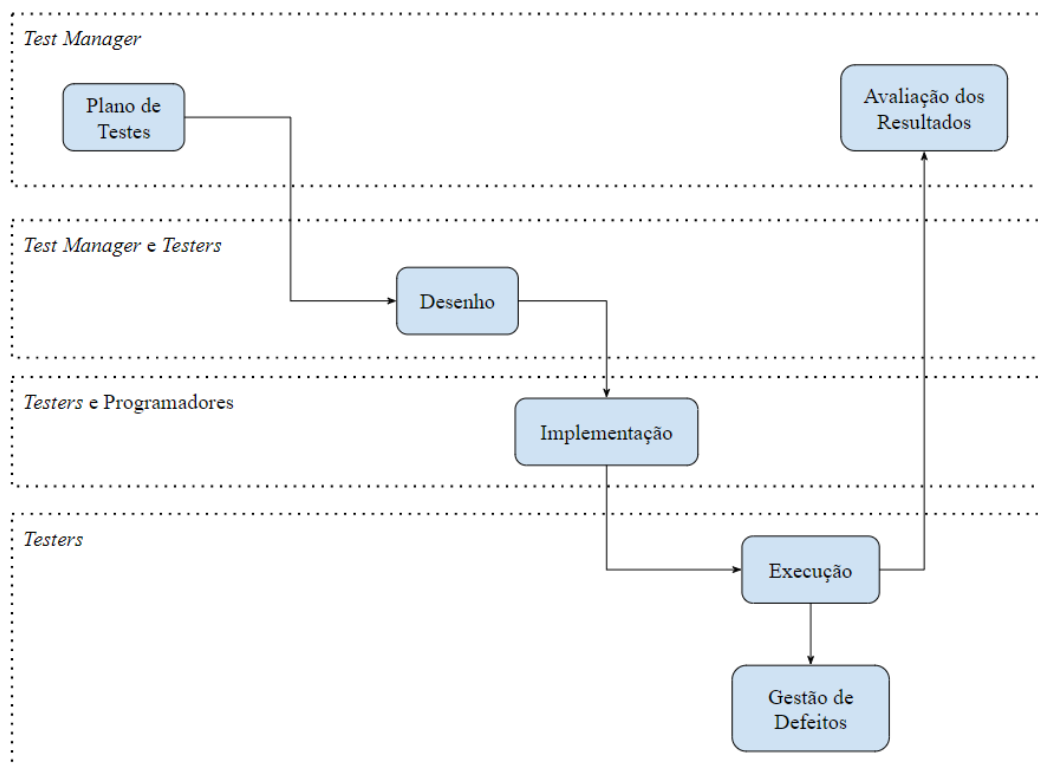 Test Manager
Plano de
Testes
Avaliação dos
Resultados
Test Manager e Testers
Desenho
Testers e Programadores
Implementação
Testers
Execução
Gestão de
Defeitos